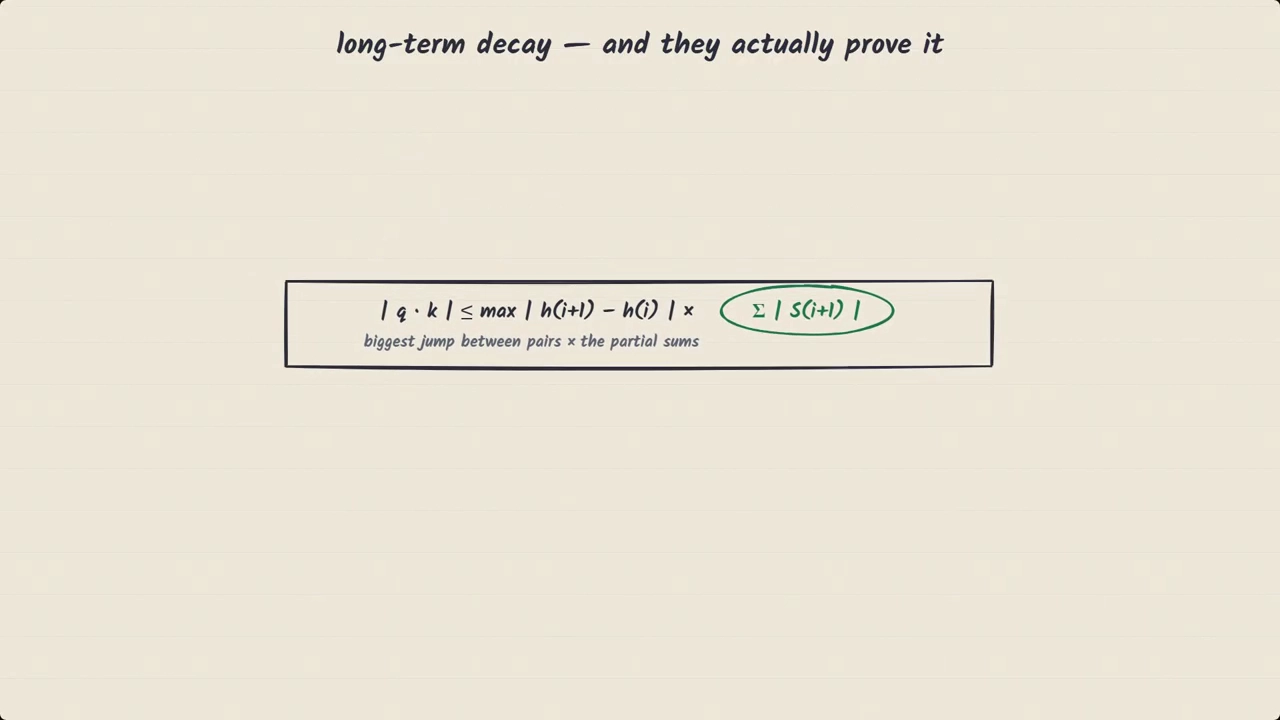 long-term decay — and they actually prove it
| q · k | ≤ max | h(i+1) − h(i) | × Σ | S(i+1) |
biggest jump between pairs × the partial sums